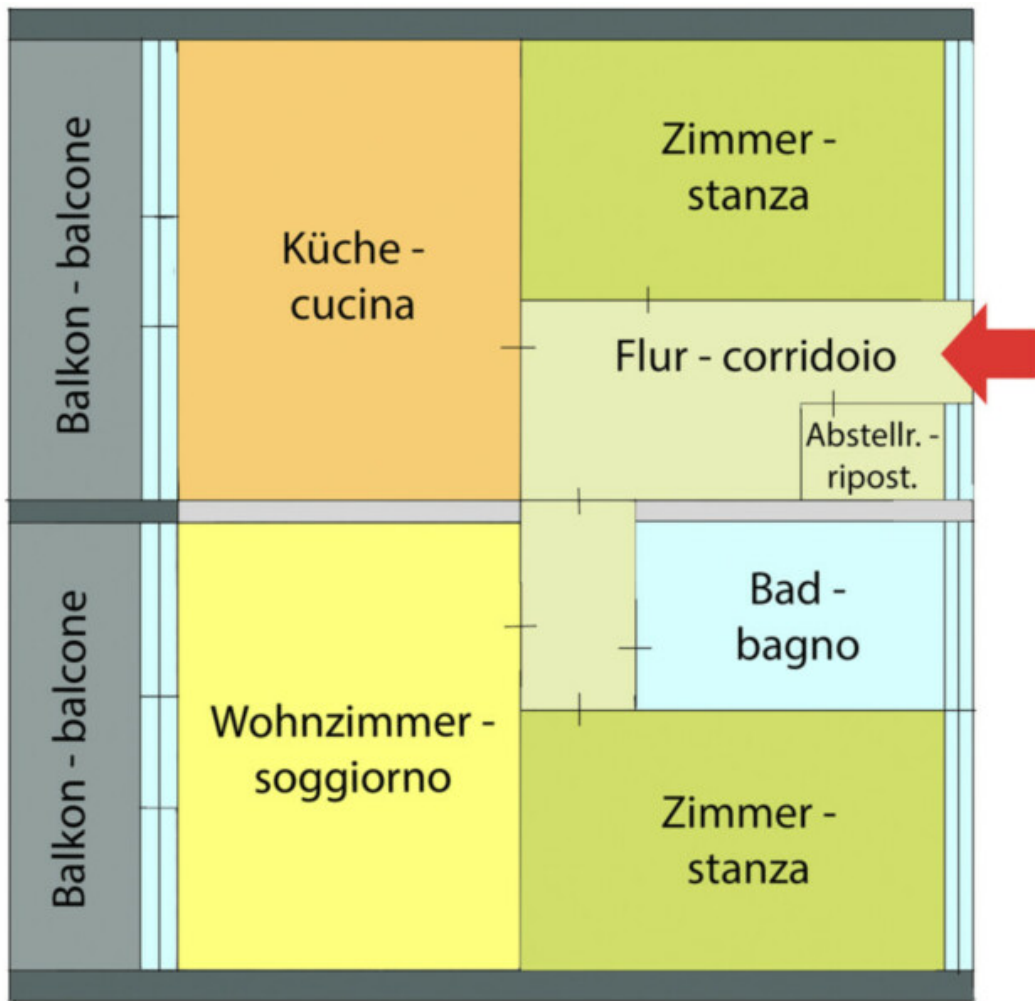 Balkon - balcone
Küche -
cucina
Zimmer -
stanza
Flur - corridoio
Abstellr. -
ripost.
Balkon - balcone
Wohnzimmer -
soggiorno
Bad -
bagno
Zimmer -
stanza